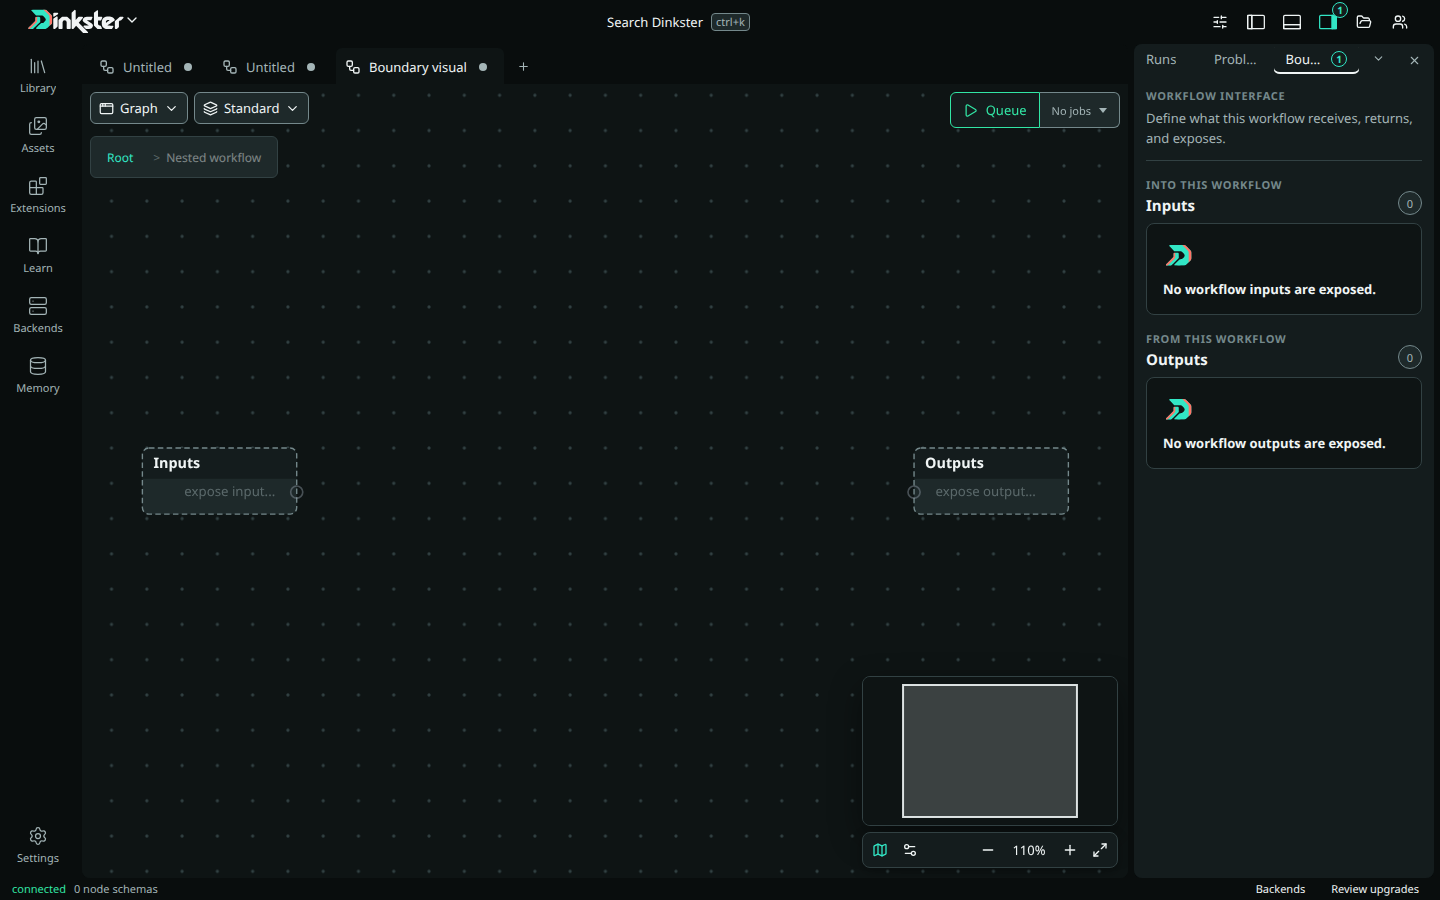 Dinkster
Search Dinkster ctrl+k
1
Library
Assets
Extensions
Learn
Backends
Memory
Settings
Untitled
Untitled
Boundary visual
Graph
Standard
Queue
No jobs
Root > Nested workflow
Inputs
expose input...
Outputs
expose output...
110%
Runs
Probl...
Bou... 1
WORKFLOW INTERFACE
Define what this workflow receives, returns,
and exposes.
INTO THIS WORKFLOW
Inputs 0
No workflow inputs are exposed.
FROM THIS WORKFLOW
Outputs 0
No workflow outputs are exposed.
connected 0 node schemas
Backends
Review upgrades